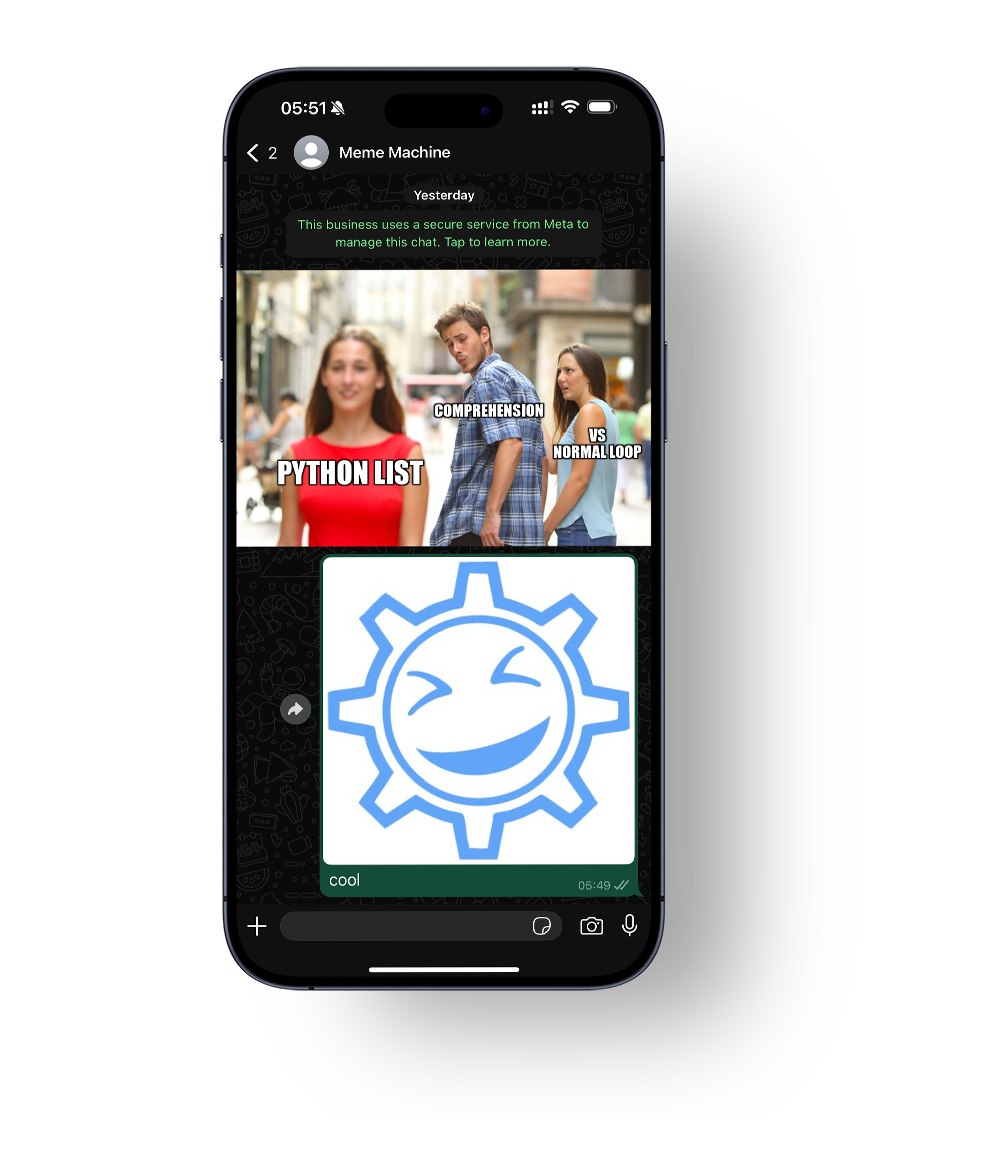 05:51
2
Meme Machine
Yesterday
This business uses a secure service from Meta to
manage this chat. Tap to learn more.
COMPREHENSION
VS
NORMAL LOOP
PYTHON LIST
cool
05:49